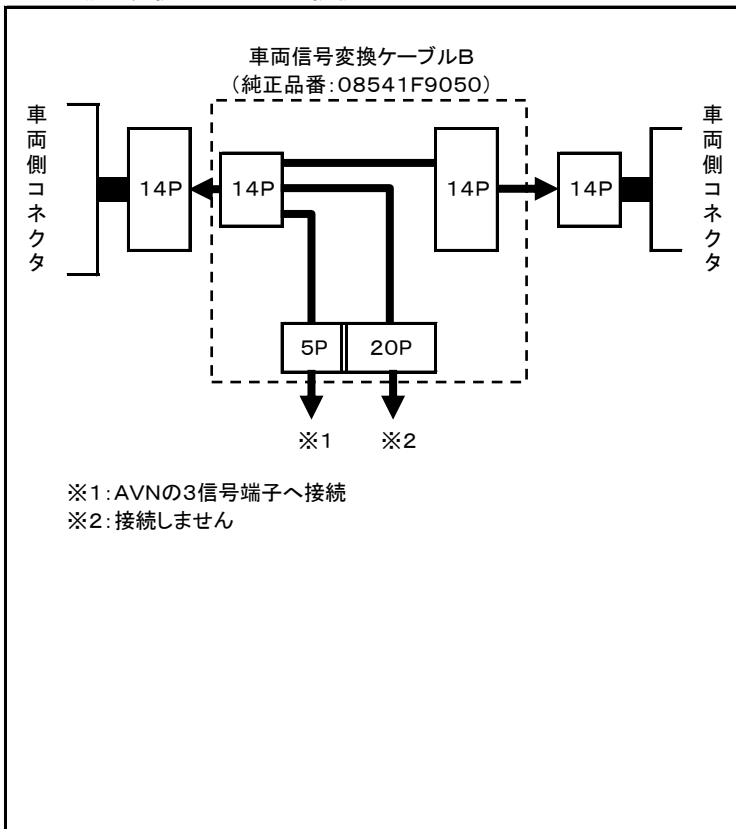 車両信号変換ケーブルB
(純正品番:08541F9050)
車両側コネクタ
14P
14P
14P
14P
車両側コネクタ
5P
20P
※1
※2
※1:AVNの3信号端子へ接続
※2:接続しません